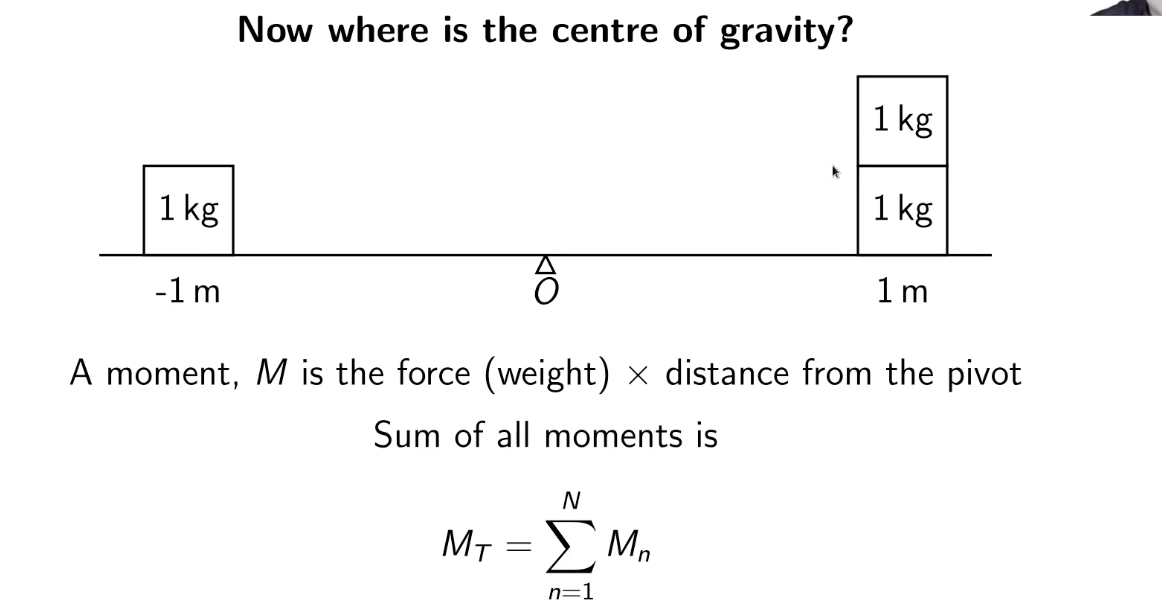 Now where is the centre of gravity?
1 kg
1 kg
1 kg
-1 m
O
1 m
A moment, M is the force (weight) × distance from the pivot
Sum of all moments is
N
M_T = ∑ M_n
n=1